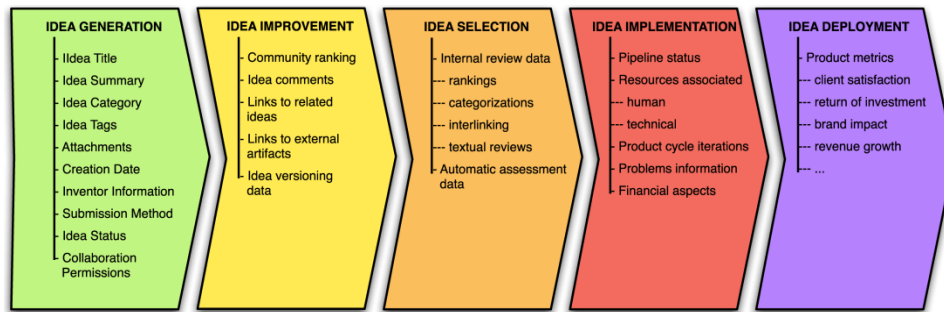 IDEA GENERATION
IIdea Title
Idea Summary
Idea Category
Idea Tags
Attachments
Creation Date
Inventor Information
Submission Method
Idea Status
Collaboration
Permissions
IDEA IMPROVEMENT
Community ranking
Idea comments
Links to related
ideas
Links to external
artifacts
Idea versioning
data
IDEA SELECTION
Internal review data
--- rankings
--- categorizations
--- interlinking
--- textual reviews
Automatic assessment
data
IDEA IMPLEMENTATION
Pipeline status
Resources associated
--- human
--- technical
Product cycle iterations
Problems information
Financial aspects
IDEA DEPLOYMENT
Product metrics
--- client satisfaction
--- return of investment
--- brand impact
--- revenue growth
--- ...